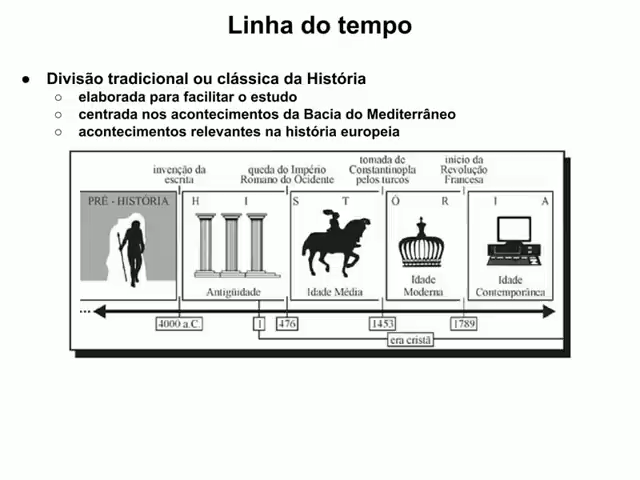 Linha do tempo
● Divisão tradicional ou clássica da História
○ elaborada para facilitar o estudo
○ centrada nos acontecimentos da Bacia do Mediterrâneo
○ acontecimentos relevantes na história europeia
invenção da escrita
queda do Império Romano do Ocidente
tomada de Constantinopla pelos turcos
início da Revolução Francesa
PRÉ - HISTÓRIA
H I S T Ó R I A
Antigüidade
Idade Média
Idade Moderna
Idade Contemporânea
4000 a.C.
1
476
1453
1789
era cristã